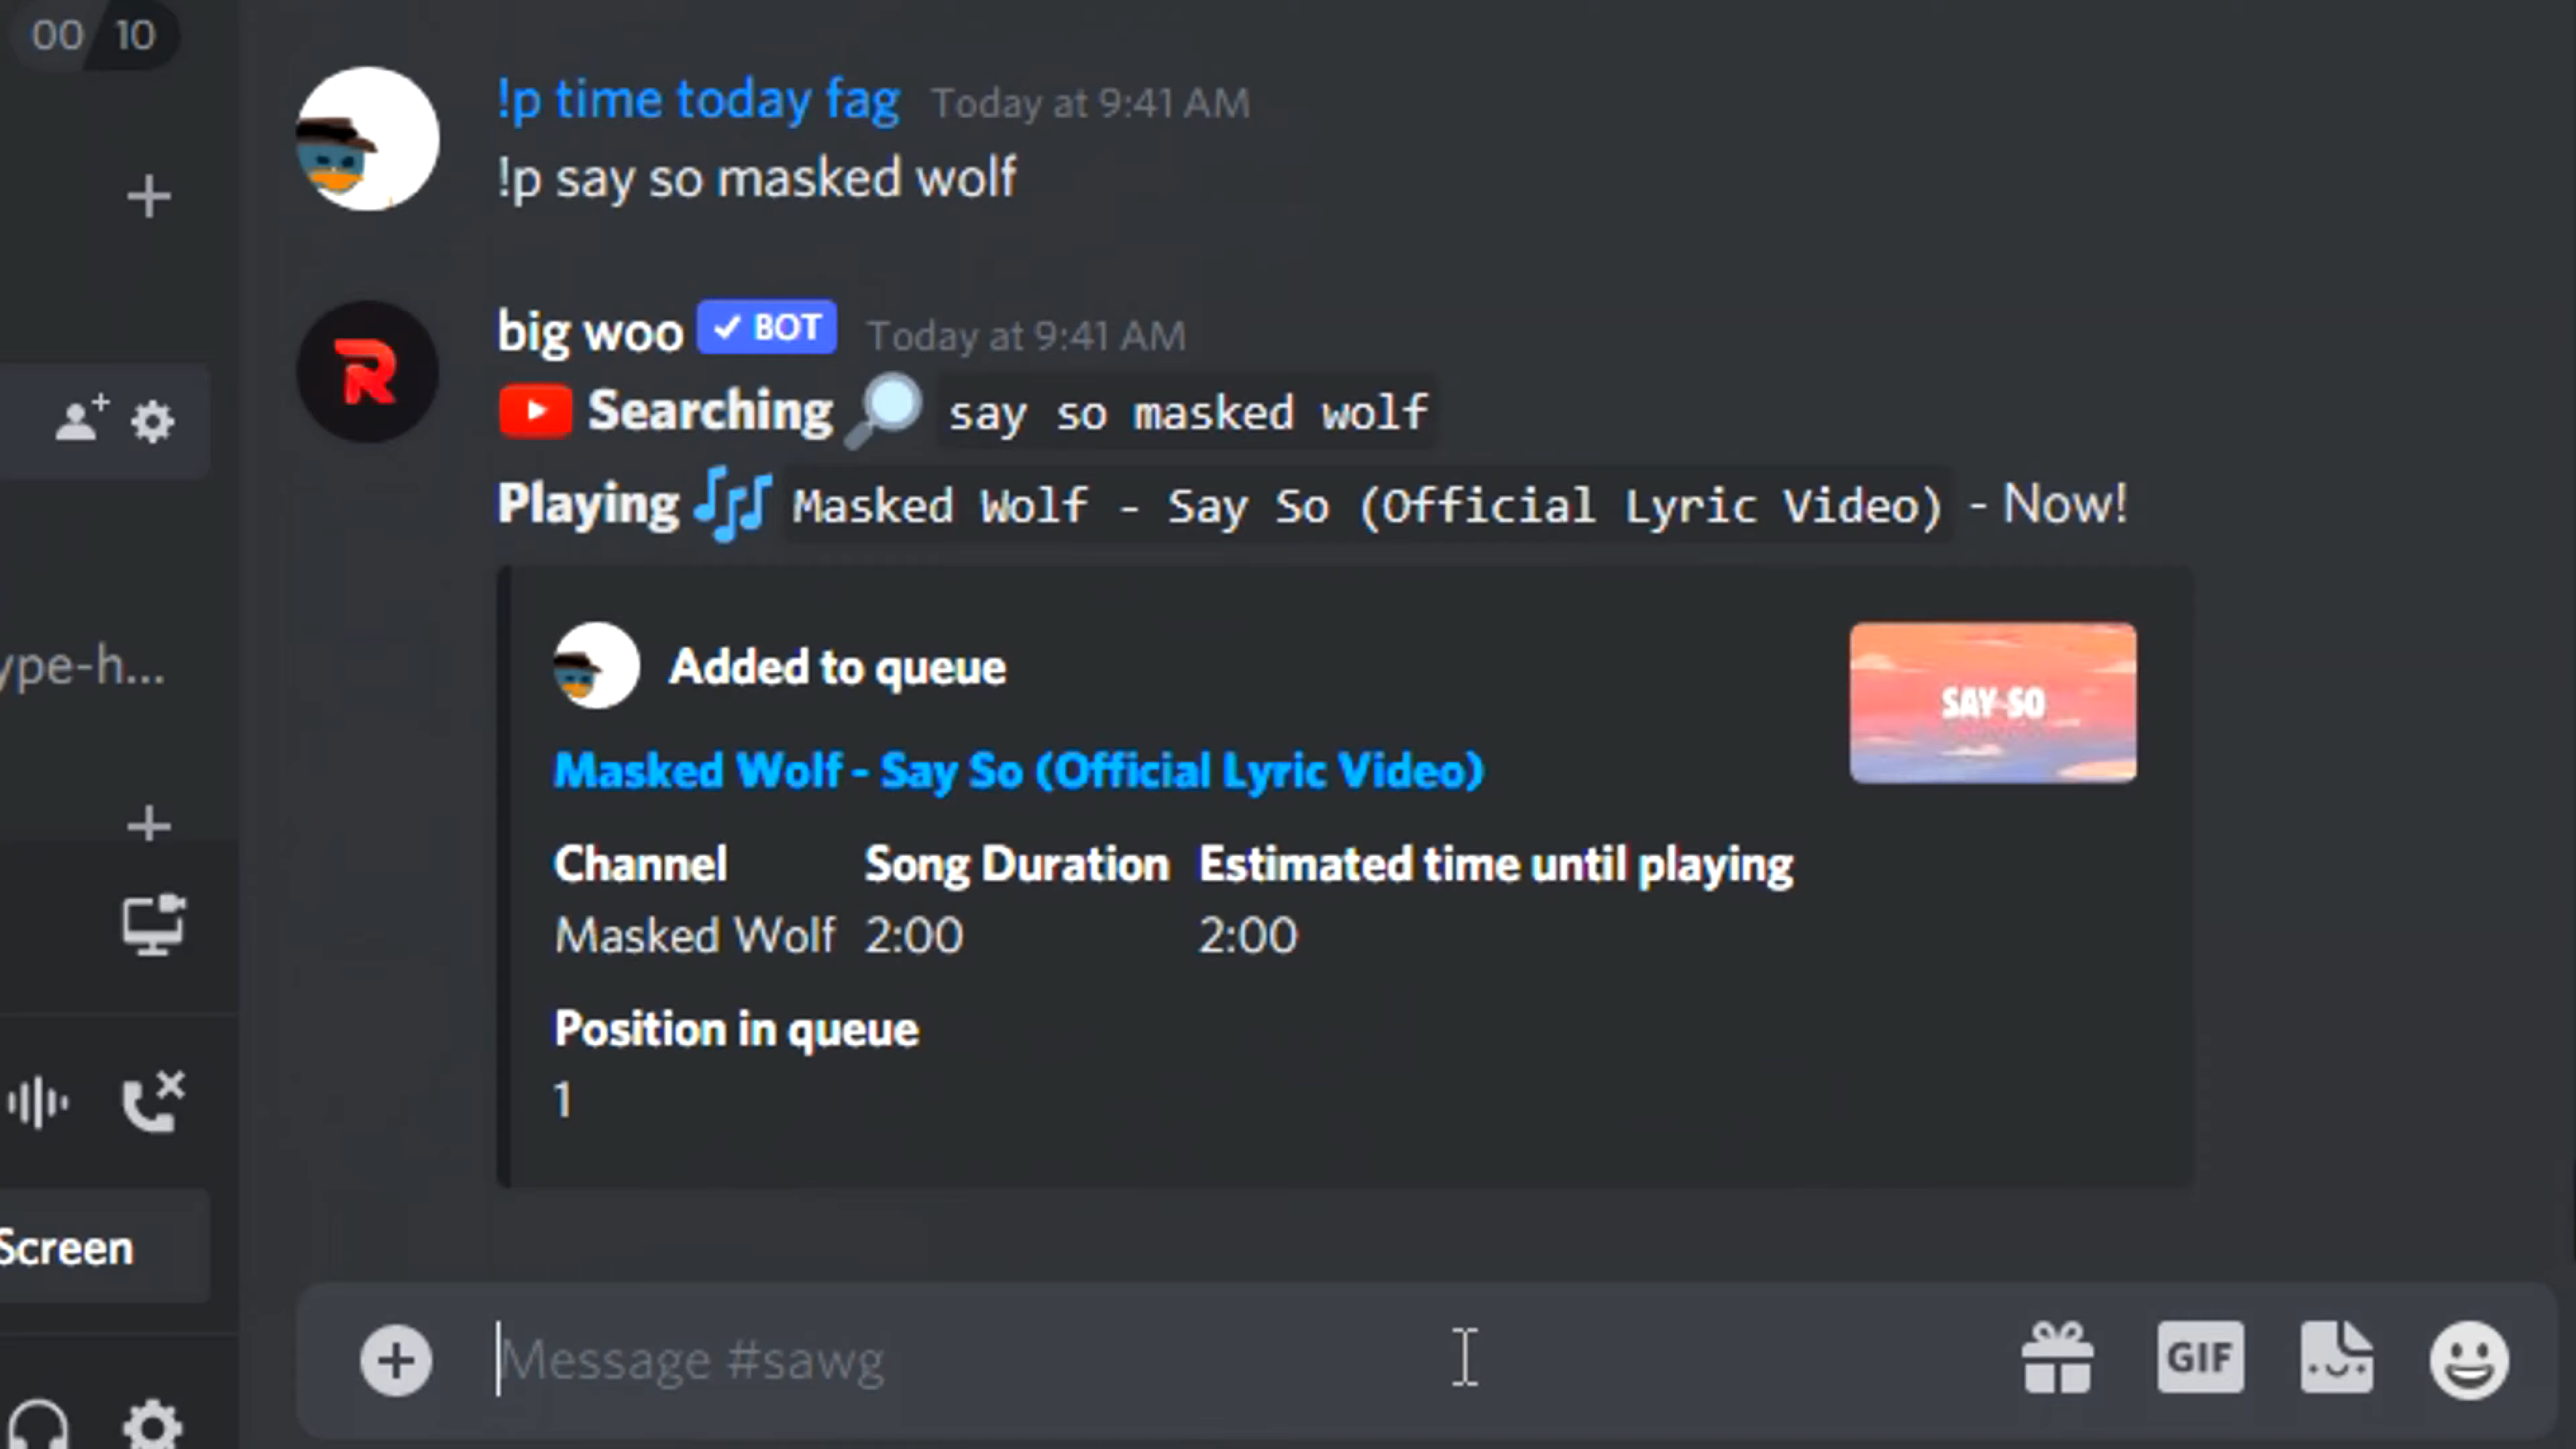 00 10
!p time today fag Today at 9:41 AM
!p say so masked wolf
big woo BOT Today at 9:41 AM
Searching say so masked wolf
Playing Masked Wolf - Say So (Official Lyric Video) - Now!
Added to queue
SAY SO
Masked Wolf - Say So (Official Lyric Video)
Channel Song Duration Estimated time until playing
Masked Wolf 2:00 2:00
Position in queue
1
ype-h...
Screen
Message #sawg
GIF